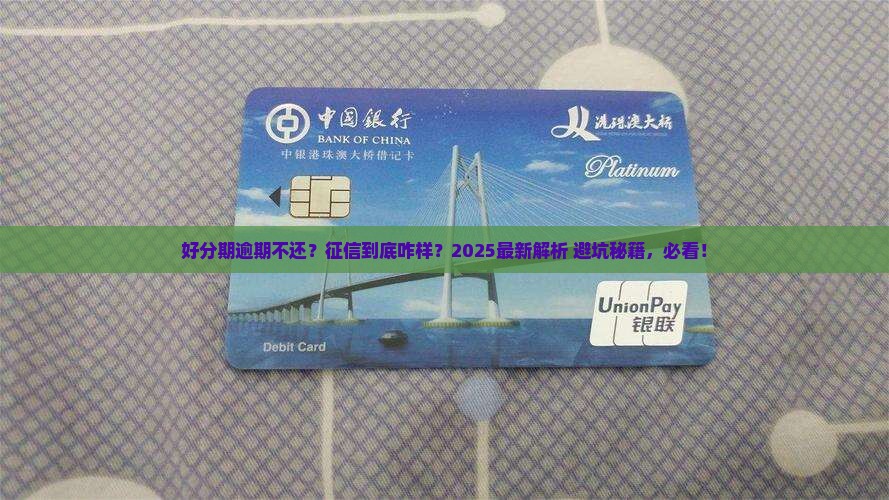 中国银行
BANK OF CHINA
中银港珠澳大桥借记卡
港珠澳大桥
Platinum
好分期逾期不还？征信到底咋样？2025最新解析 避坑秘籍，必看！
UnionPay
银联
Debit Card